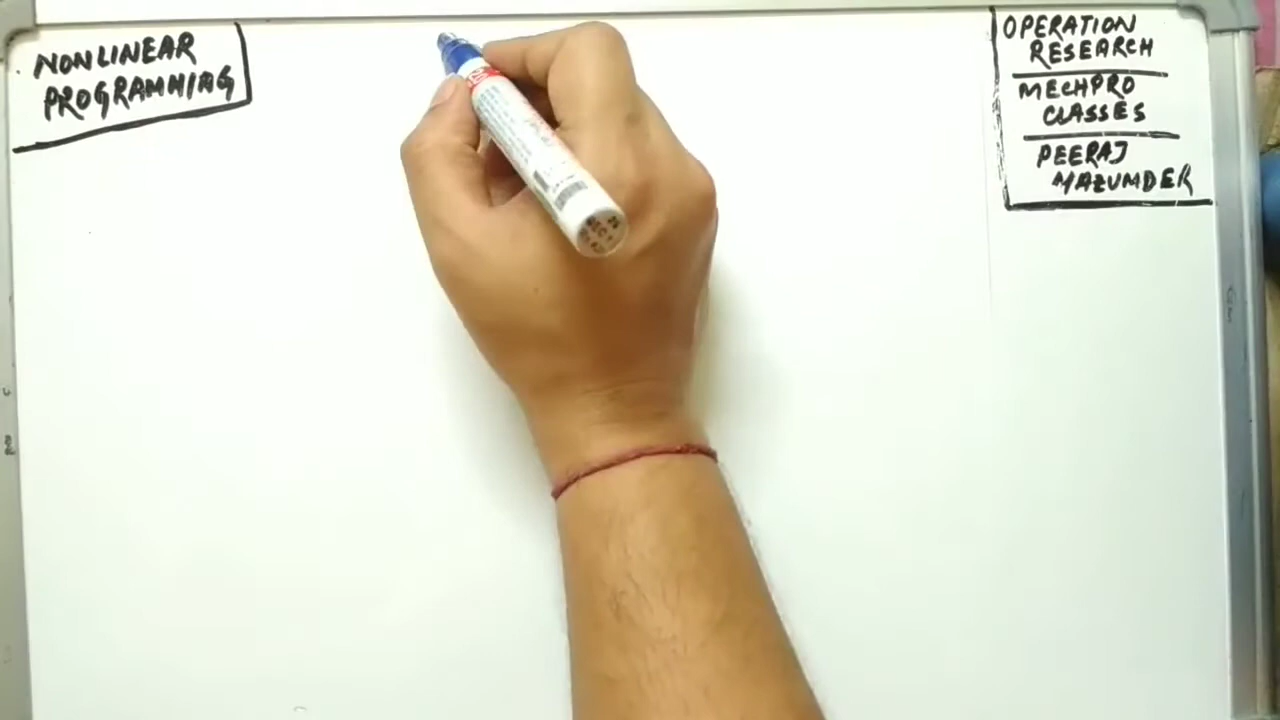 NONLINEAR
PROGRAMMING
OPERATION
RESEARCH
MECHPRO
CLASSES
PEERAJ
MAZUMDER